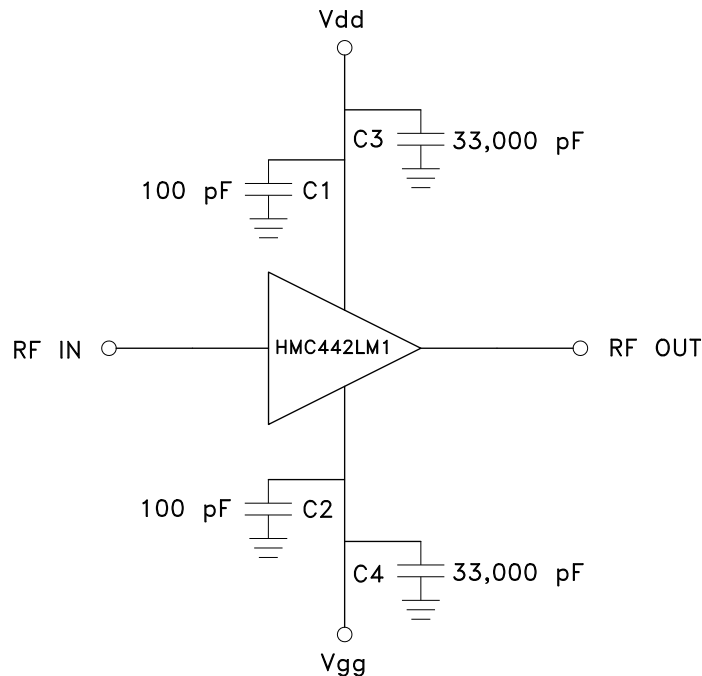 Vdd
C3 33,000 pF
100 pF C1
RF IN HMC442LM1 RF OUT
100 pF C2
C4 33,000 pF
Vgg